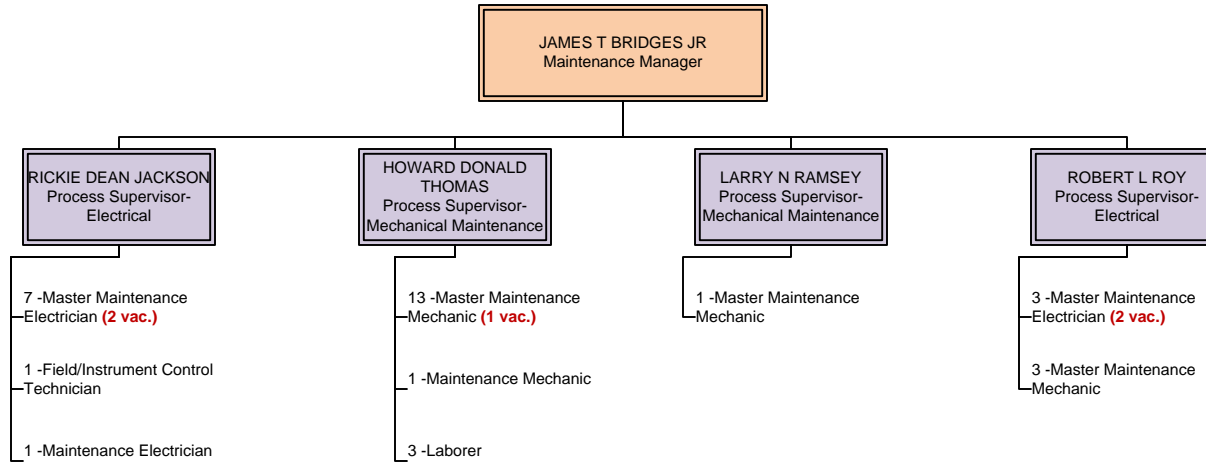 JAMES T BRIDGES JR
Maintenance Manager
RICKIE DEAN JACKSON
Process Supervisor-
Electrical
HOWARD DONALD
THOMAS
Process Supervisor-
Mechanical Maintenance
LARRY N RAMSEY
Process Supervisor-
Mechanical Maintenance
ROBERT L ROY
Process Supervisor-
Electrical
7 -Master Maintenance
Electrician (2 vac.)
1 -Field/Instrument Control
Technician
1 -Maintenance Electrician
13 -Master Maintenance
Mechanic (1 vac.)
1 -Maintenance Mechanic
3 -Laborer
1 -Master Maintenance
Mechanic
3 -Master Maintenance
Electrician (2 vac.)
3 -Master Maintenance
Mechanic